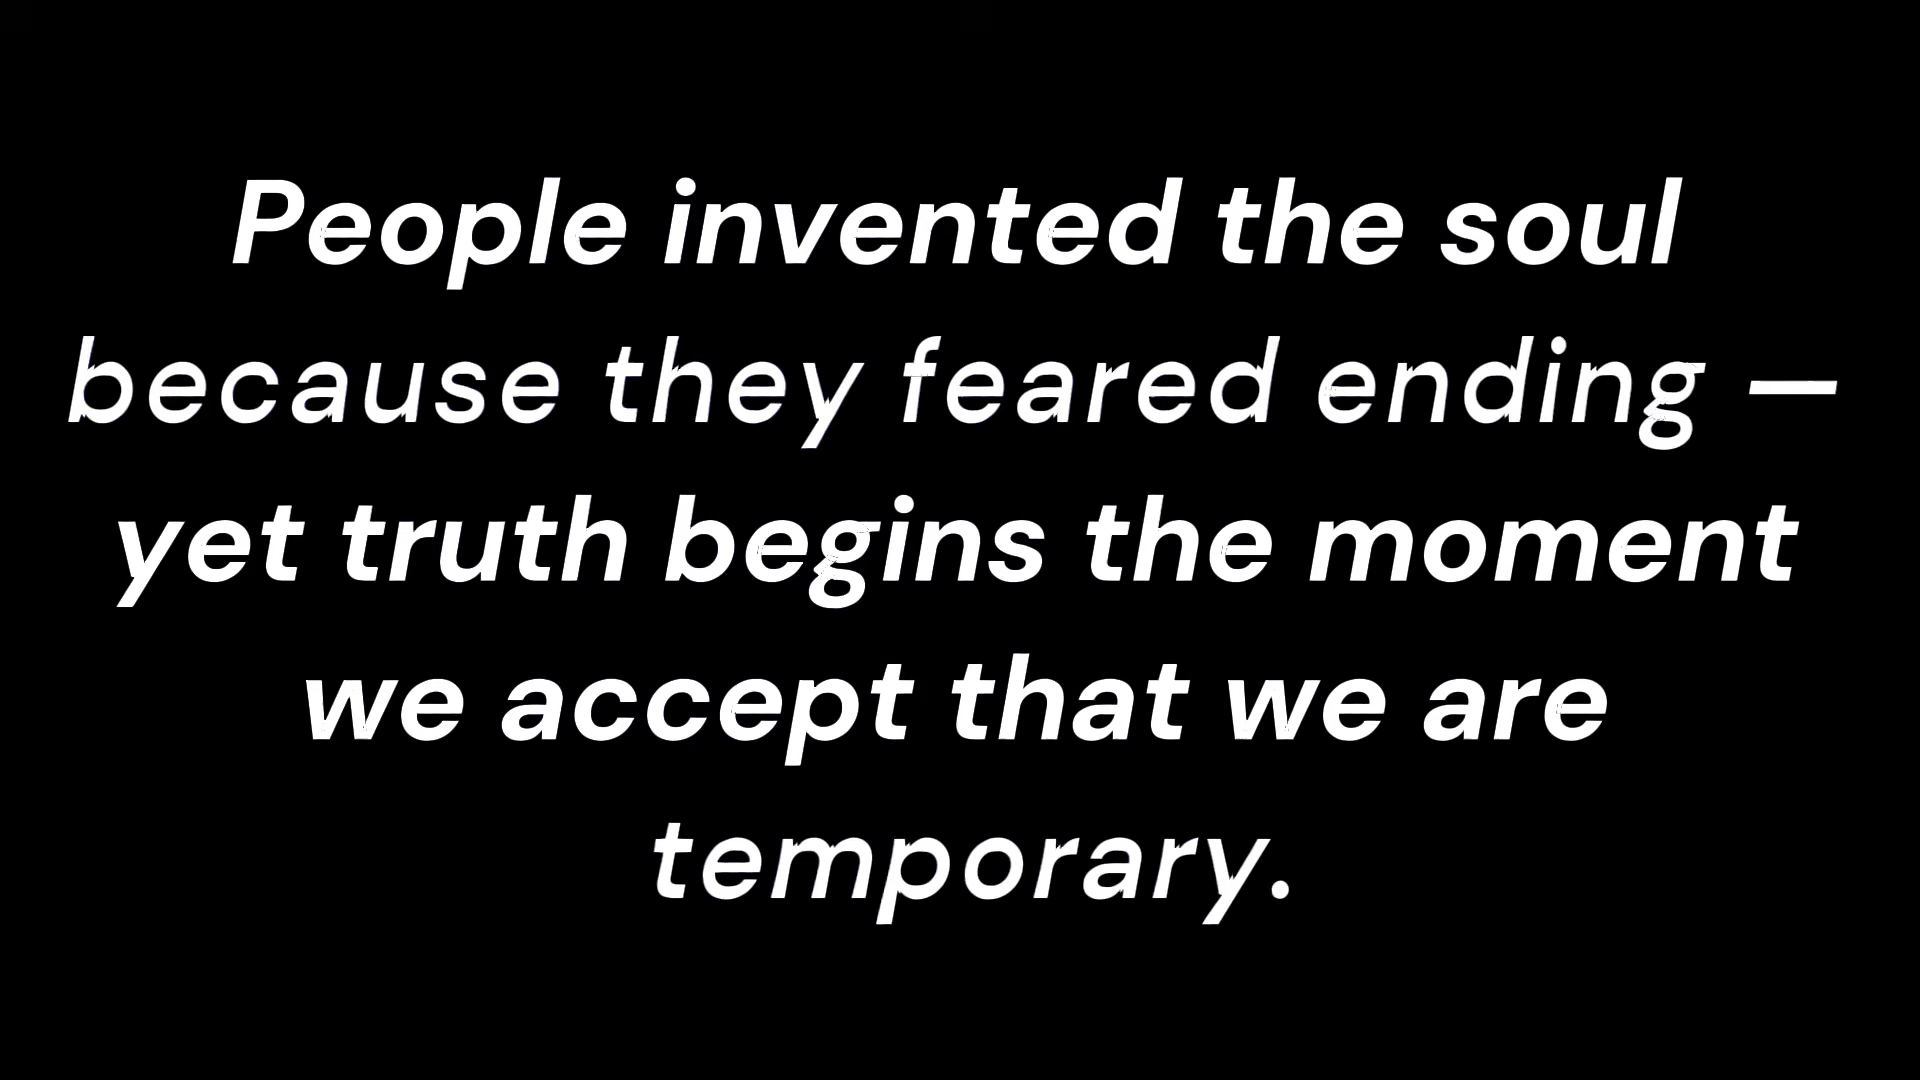 People invented the soul
because they feared ending —
yet truth begins the moment
we accept that we are
temporary.